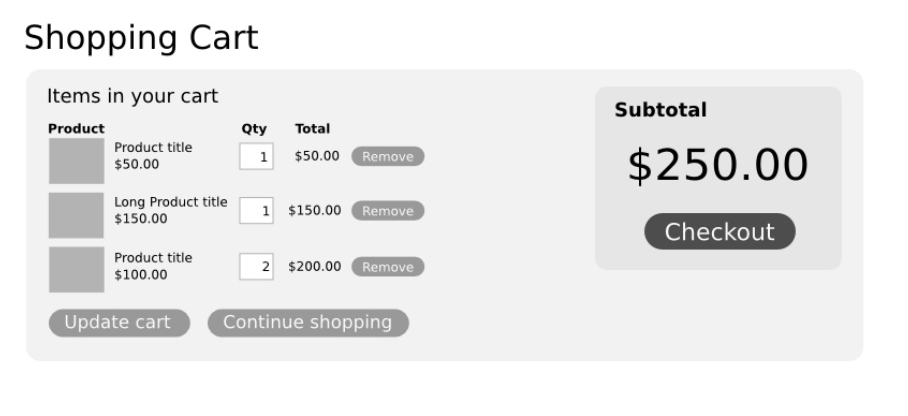 Shopping Cart
Items in your cart
Product Qty Total
Product title
$50.00
1 $50.00 Remove
Long Product title
$150.00
1 $150.00 Remove
Product title
$100.00
2 $200.00 Remove
Update cart Continue shopping
Subtotal
$250.00
Checkout